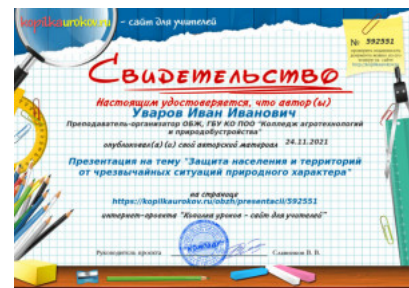 kopilkaurokov.ru – сайт для учителей
№ 592551
СВИДЕТЕЛЬСТВО
Настоящим удостоверяется, что автор(ы)
Уваров Иван Иванович
Преподаватель-организатор ОБЖ, ГБУ КО ПОО "Колледж агротехнологий
и природобустройства"
опубликовал(а)(и) свой авторский материал 24.11.2021
Презентация на тему "Защита населения и территорий
от чрезвычайных ситуаций природного характера"
на странице
https://kopilkaurokov.ru/obzh/presentacii/592551
интернет-проекта "Копилка уроков - сайт для учителей"
Руководитель проекта